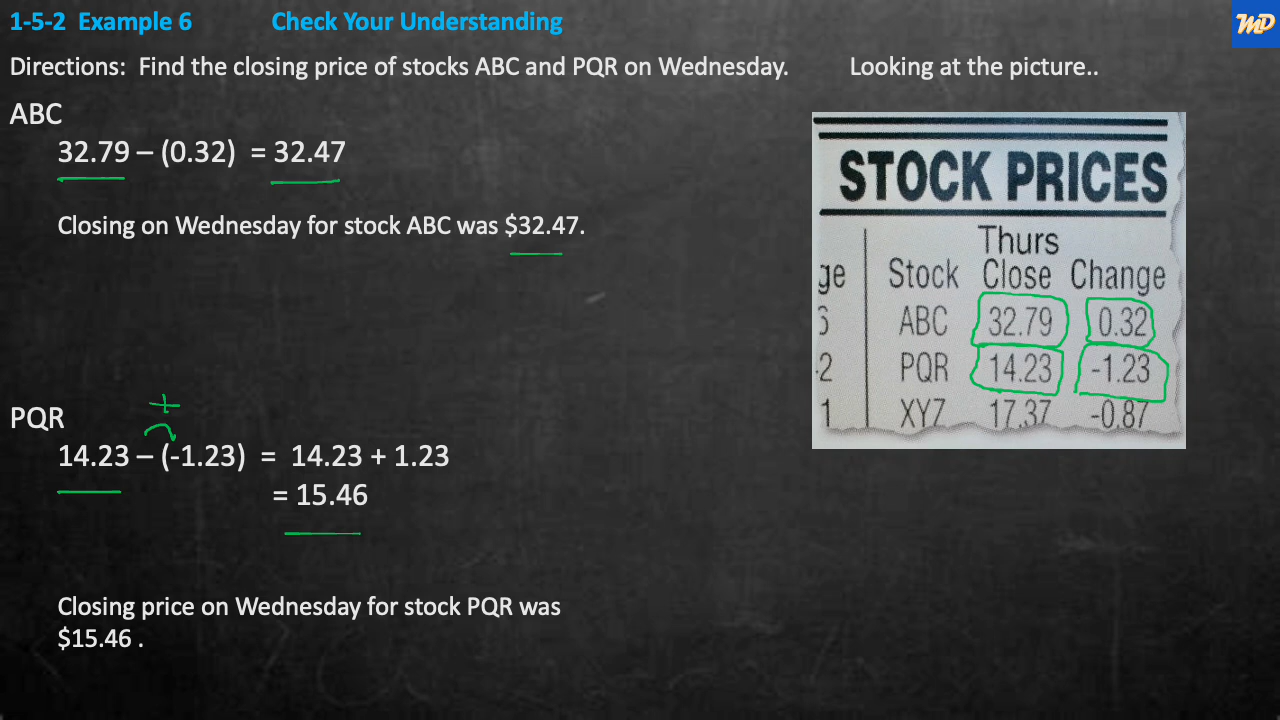 1-5-2 Example 6 Check Your Understanding
MP
Directions: Find the closing price of stocks ABC and PQR on Wednesday. Looking at the picture..
ABC
32.79 – (0.32) = 32.47
Closing on Wednesday for stock ABC was $32.47.
STOCK PRICES
Thurs
ge Stock Close Change
6 ABC 32.79 0.32
.2 PQR 14.23 -1.23
1 XYZ 17.37 -0.87
+
PQR
14.23 – (-1.23) = 14.23 + 1.23
= 15.46
Closing price on Wednesday for stock PQR was
$15.46 .